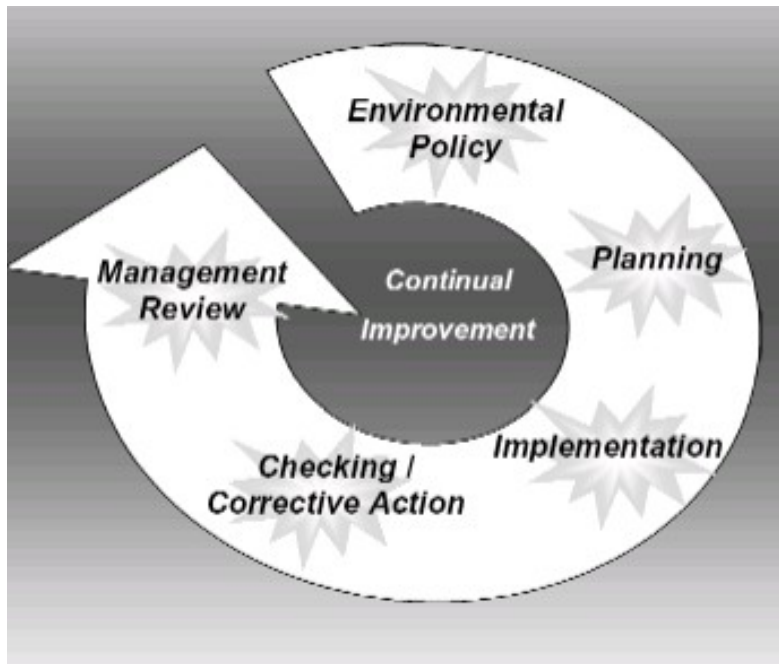 Environmental
Policy
Planning
Implementation
Checking /
Corrective Action
Management
Review
Continual
Improvement